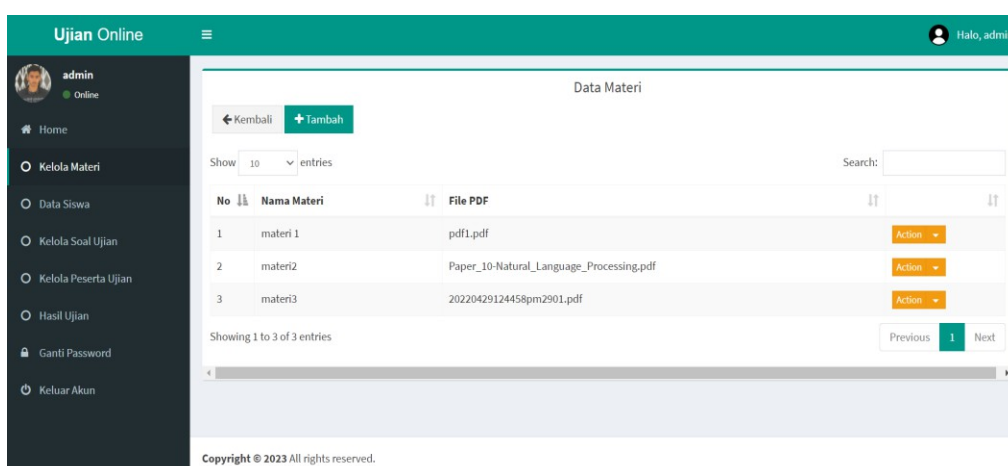 Ujian Online
Halo, admi
admin
Online
Home
Kelola Materi
Data Siswa
Kelola Soal Ujian
Kelola Peserta Ujian
Hasil Ujian
Ganti Password
Keluar Akun
Data Materi
Kembali
Tambah
Show 10 entries
Search:
No Nama Materi File PDF
1 materi 1 pdf1.pdf Action
2 materi2 Paper_10-Natural_Language_Processing.pdf Action
3 materi3 20220429124458pm2901.pdf Action
Showing 1 to 3 of 3 entries
Previous 1 Next
Copyright © 2023 All rights reserved.